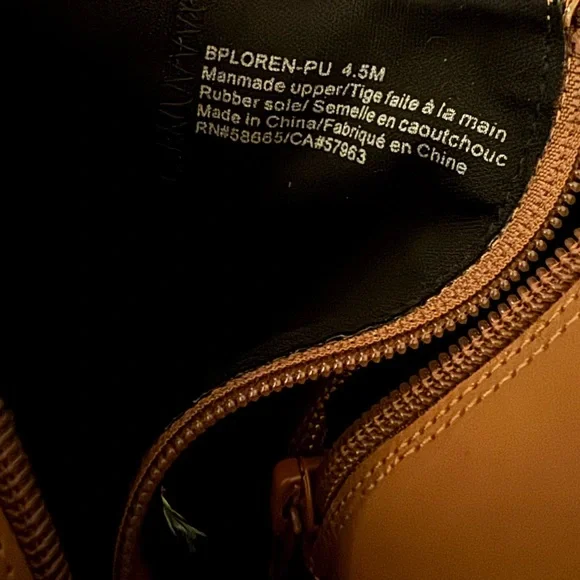 BPLOREN-PU 4.5M
Manmade upper/Tige faite à la main
Rubber sole/ Semelle en caoutchouc
Made in China/Fabriqué en Chine
RN#58665/CA#57963